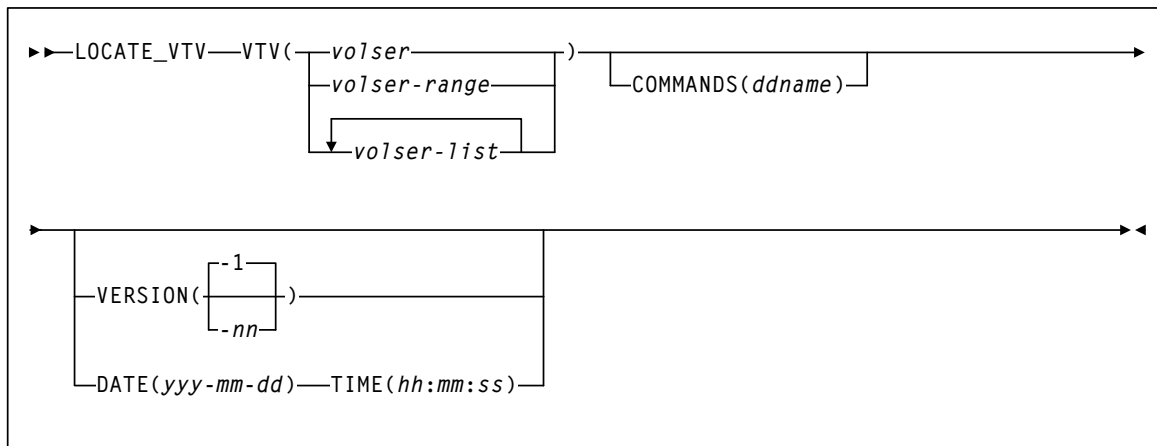 LOCATE_VTV VTV( volser ) 
volser-range COMMANDS(ddname)
volser-list
-1
VERSION( )
-nn
DATE(yyy-mm-dd) TIME(hh:mm:ss)